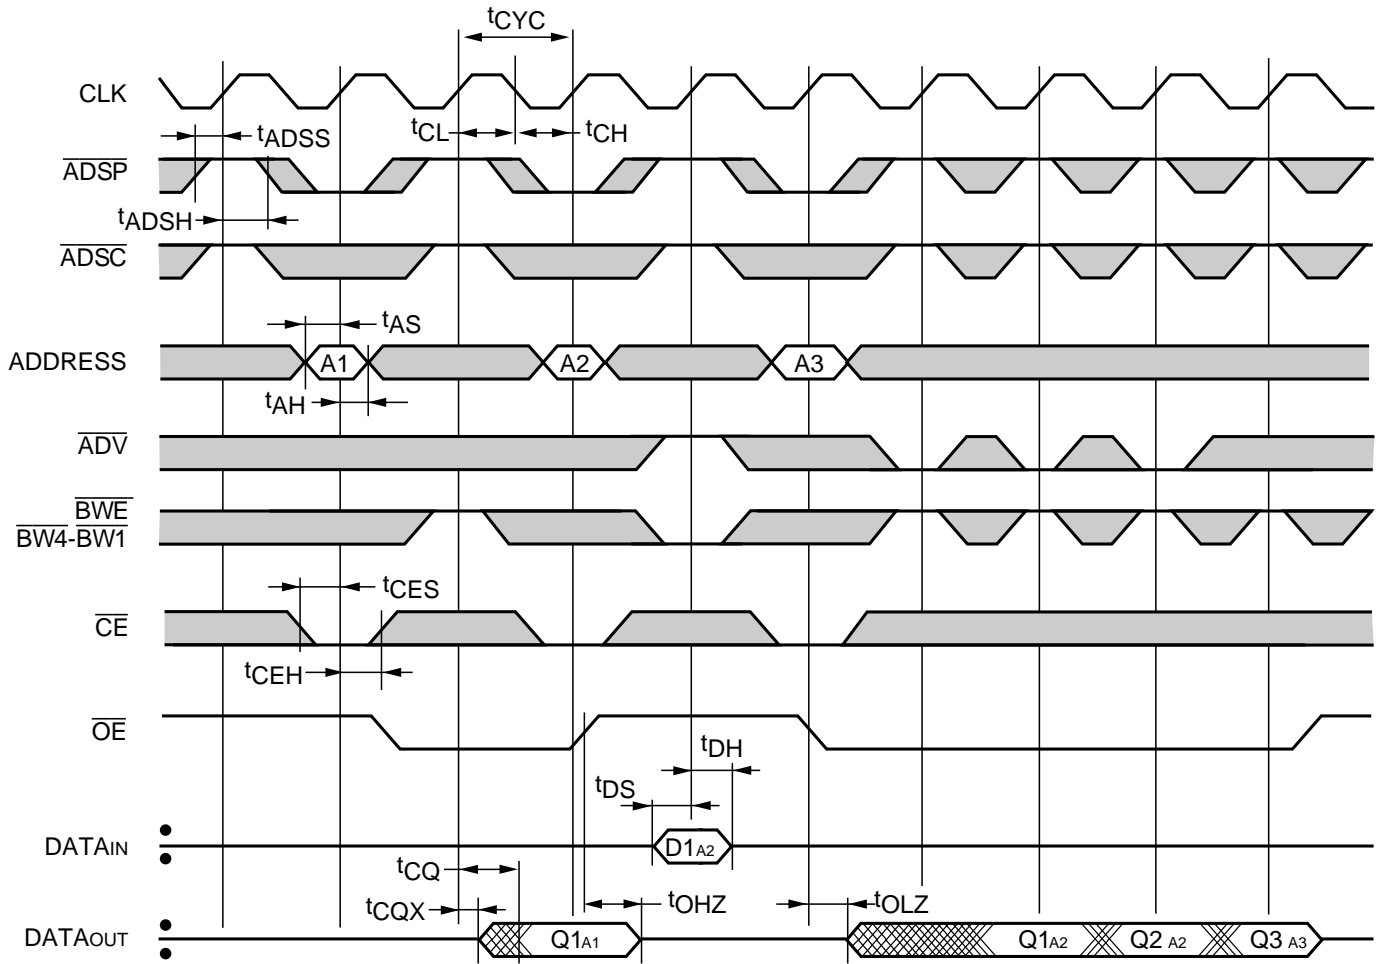 tCYC
CLK
tADSS
tCL
tCH
ADSP
tADSH
ADSC
tAS
ADDRESS
A1
A2
A3
tAH
ADV
BWE
BW4-BW1
tCES
CE
tCEH
OE
tDH
tDS
DATAIN
D1A2
tCQ
tCQX
tOHZ
tOLZ
DATAOUT
Q1A1
Q1A2
Q2 A2
Q3 A3